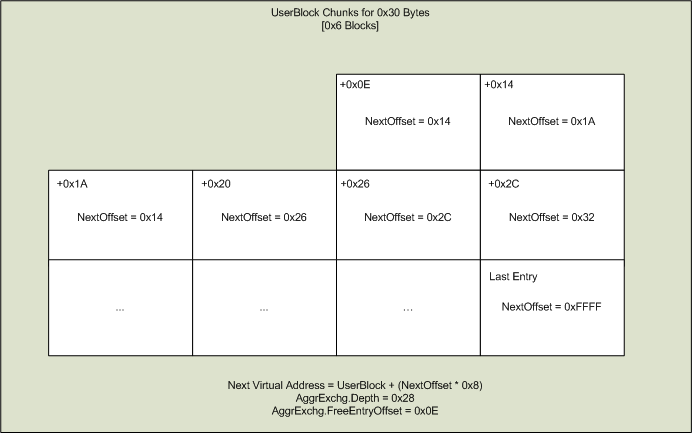 UserBlock Chunks for 0x30 Bytes
[0x6 Blocks]
+0x0E
NextOffset = 0x14
+0x14
NextOffset = 0x1A
+0x1A
NextOffset = 0x14
+0x20
NextOffset = 0x26
+0x26
NextOffset = 0x2C
+0x2C
NextOffset = 0x32
...
...
...
Last Entry
NextOffset = 0xFFFF
Next Virtual Address = UserBlock + (NextOffset * 0x8)
AggrExchg.Depth = 0x28
AggrExchg.FreeEntryOffset = 0x0E